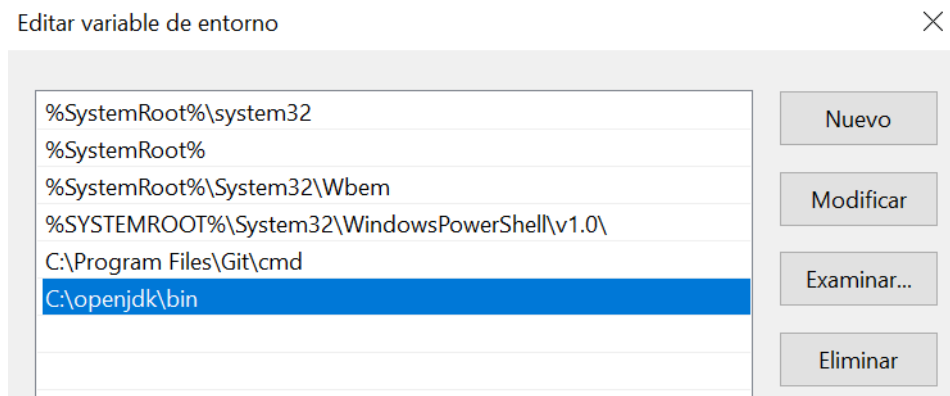 Editar variable de entorno
%SystemRoot%\system32
%SystemRoot%
%SystemRoot%\System32\Wbem
%SYSTEMROOT%\System32\WindowsPowerShell\v1.0\
C:\Program Files\Git\cmd
C:\openjdk\bin
Nuevo
Modificar
Examinar...
Eliminar